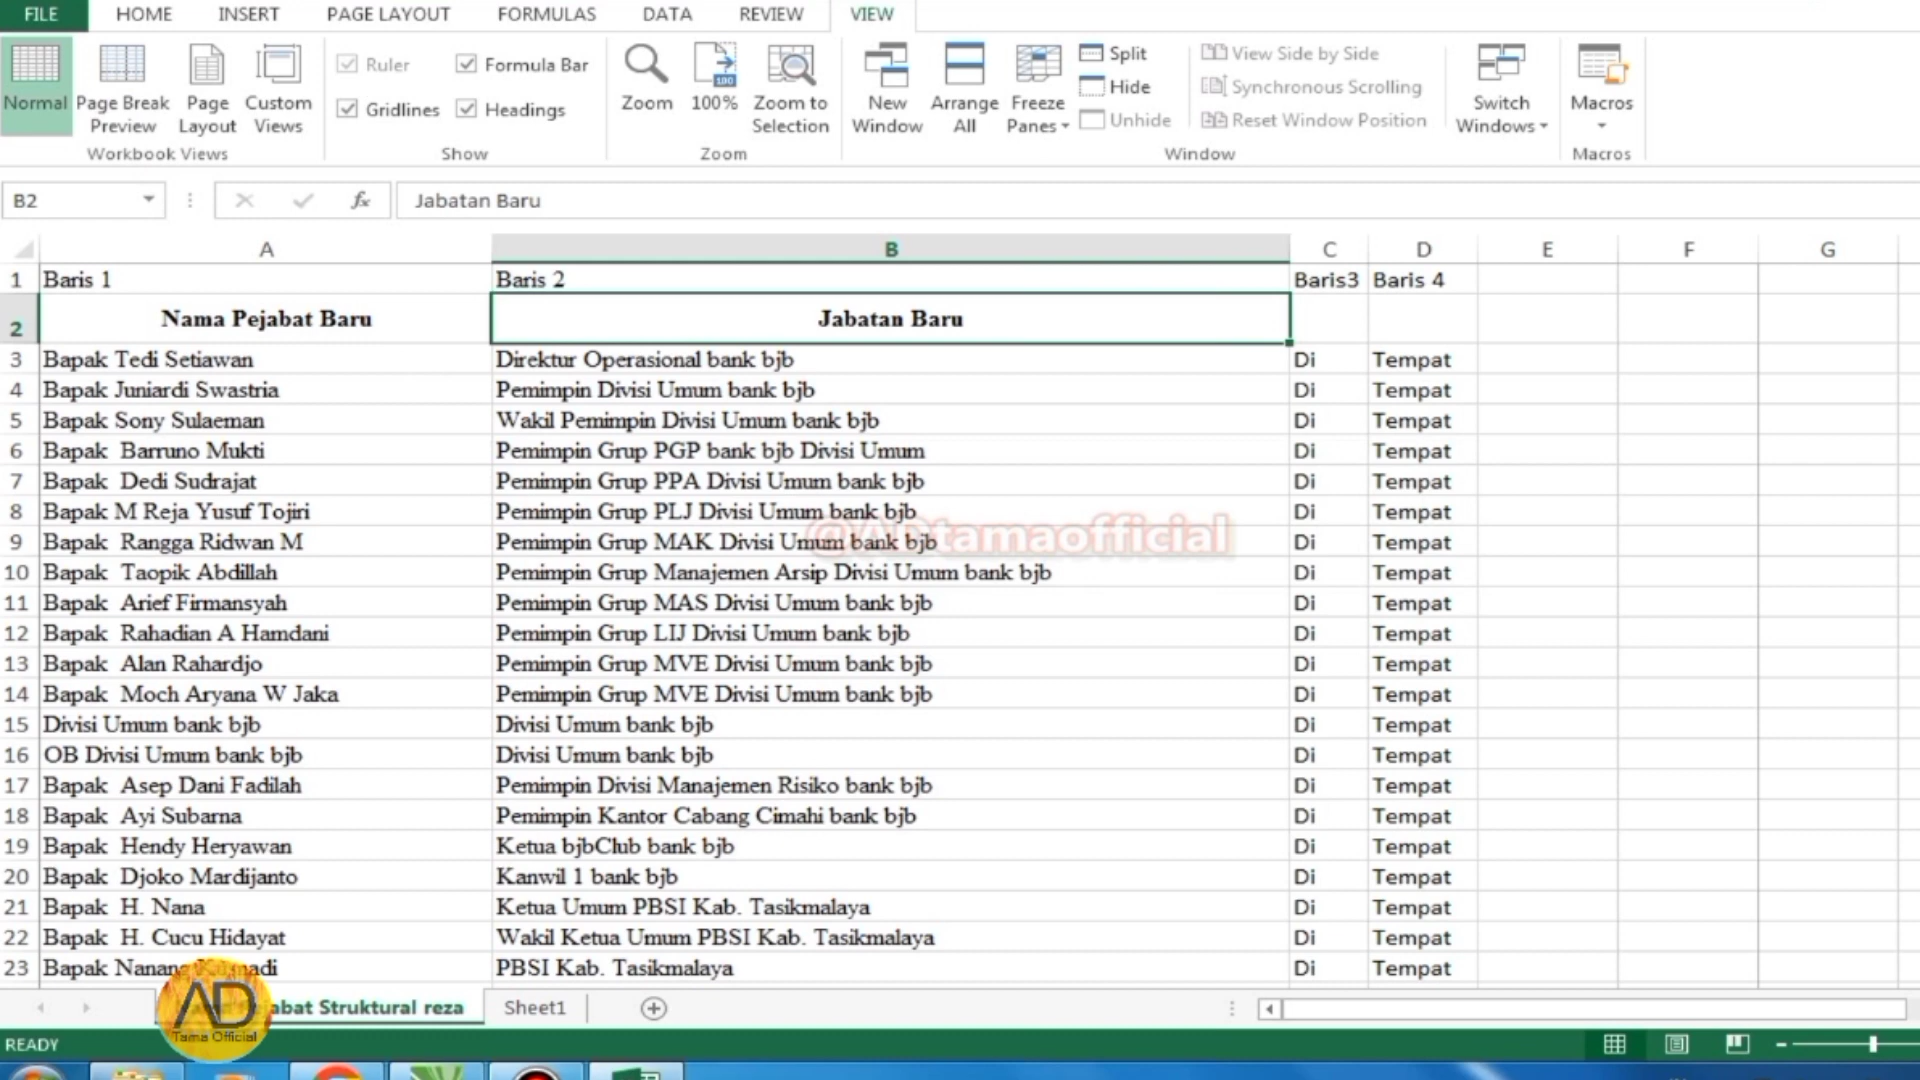 FILE HOME INSERT PAGE LAYOUT FORMULAS DATA REVIEW VIEW
Normal Page Break Preview Page Layout Custom Views
Workbook Views
Ruler Formula Bar
Gridlines Headings
Show
Zoom 100% Zoom to Selection
100
Zoom
New Window Arrange All Freeze Panes
Split
Hide
Unhide
View Side by Side
Synchronous Scrolling
Reset Window Position
Switch Windows
Window
Macros
Macros
B2 fx Jabatan Baru
A B C D E F G
1 Baris 1 Baris 2 Baris3 Baris 4
2 Nama Pejabat Baru Jabatan Baru
3 Bapak Tedi Setiawan Direktur Operasional bank bjb Di Tempat
4 Bapak Juniardi Swastria Pemimpin Divisi Umum bank bjb Di Tempat
5 Bapak Sony Sulaeman Wakil Pemimpin Divisi Umum bank bjb Di Tempat
6 Bapak Barruno Mukti Pemimpin Grup PGP bank bjb Divisi Umum Di Tempat
7 Bapak Dedi Sudrajat Pemimpin Grup PPA Divisi Umum bank bjb Di Tempat
8 Bapak M Reja Yusuf Tojiri Pemimpin Grup PLJ Divisi Umum bank bjb Di Tempat
@ADtamaofficial
9 Bapak Rangga Ridwan M Pemimpin Grup MAK Divisi Umum bank bjb Di Tempat
10 Bapak Taopik Abdillah Pemimpin Grup Manajemen Arsip Divisi Umum bank bjb Di Tempat
11 Bapak Arief Firmansyah Pemimpin Grup MAS Divisi Umum bank bjb Di Tempat
12 Bapak Rahadian A Hamdani Pemimpin Grup LIJ Divisi Umum bank bjb Di Tempat
13 Bapak Alan Rahardjo Pemimpin Grup MVE Divisi Umum bank bjb Di Tempat
14 Bapak Moch Aryana W Jaka Pemimpin Grup MVE Divisi Umum bank bjb Di Tempat
15 Divisi Umum bank bjb Divisi Umum bank bjb Di Tempat
16 OB Divisi Umum bank bjb Divisi Umum bank bjb Di Tempat
17 Bapak Asep Dani Fadilah Pemimpin Divisi Manajemen Risiko bank bjb Di Tempat
18 Bapak Ayi Subarna Pemimpin Kantor Cabang Cimahi bank bjb Di Tempat
19 Bapak Hendy Heryawan Ketua bjbClub bank bjb Di Tempat
20 Bapak Djoko Mardijanto Kanwil 1 bank bjb Di Tempat
21 Bapak H. Nana Ketua Umum PBSI Kab. Tasikmalaya Di Tempat
22 Bapak H. Cucu Hidayat Wakil Ketua Umum PBSI Kab. Tasikmalaya Di Tempat
23 Bapak Nanang PBSI Kab. Tasikmalaya Di Tempat
Struktural reza Sheet1
AD
Tama Official
READY